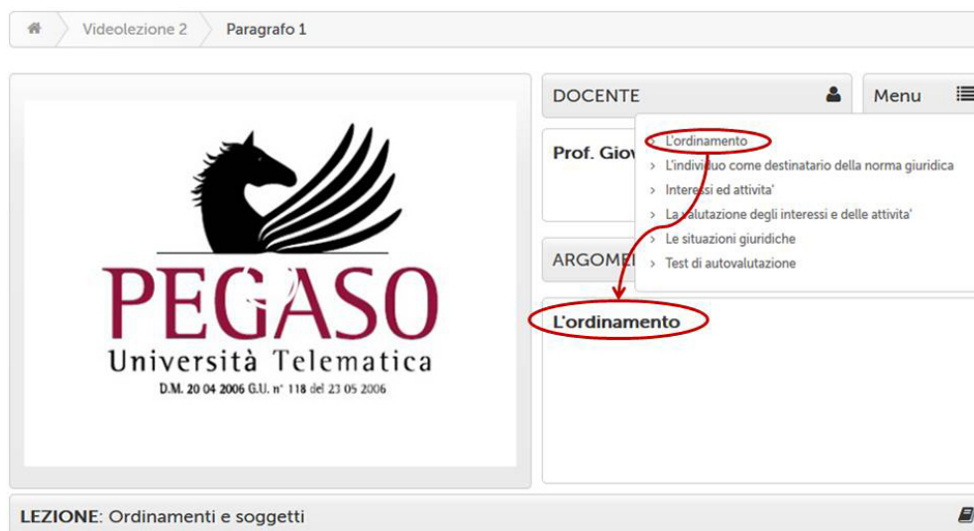 Videolezione 2
Paragrafo 1
DOCENTE
Menu
Prof. Giov
L'ordinamento
L'individuo come destinatario della norma giuridica
Interessi ed attivita'
La valutazione degli interessi e delle attivita'
Le situazioni giuridiche
Test di autovalutazione
ARGOME
L'ordinamento
PEGASO
Università Telematica
D.M. 20 04 2006 G.U. n° 118 del 23 05 2006
LEZIONE: Ordinamenti e soggetti